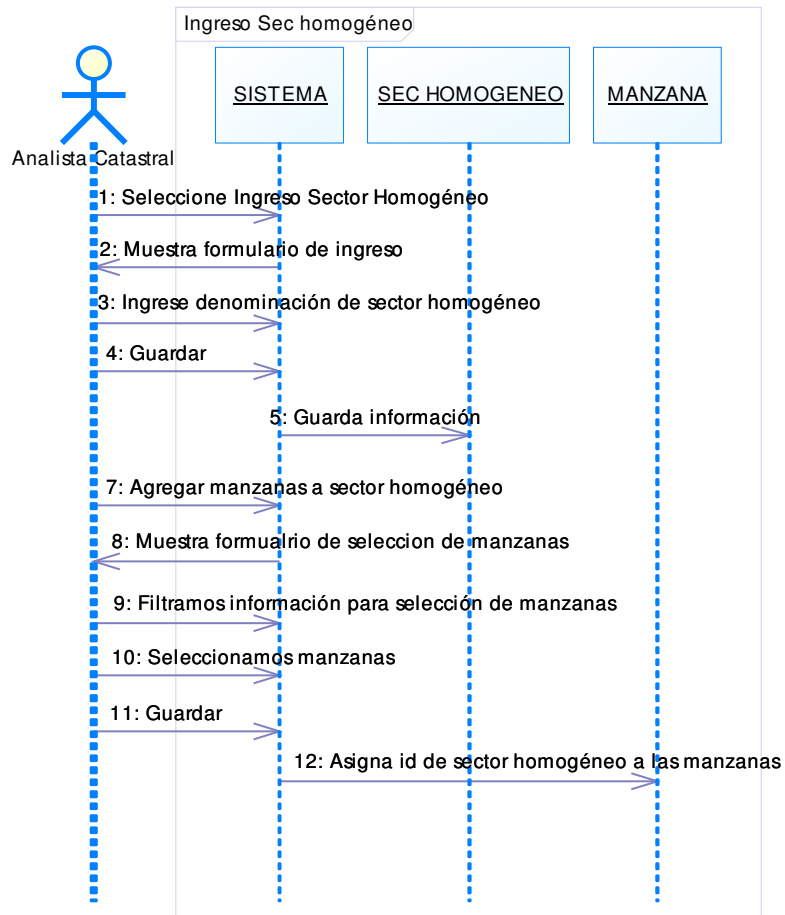 Ingreso Sec homogéneo
SISTEMA
SEC HOMOGENEO
MANZANA
Analista Catastral
1: Seleccione Ingreso Sector Homogéneo
2: Muestra formulario de ingreso
3: Ingrese denominación de sector homogéneo
4: Guardar
5: Guarda información
7: Agregar manzanas a sector homogéneo
8: Muestra formualrio de seleccion de manzanas
9: Filtramos información para selección de manzanas
10: Seleccionamos manzanas
11: Guardar
12: Asigna id de sector homogéneo a las manzanas